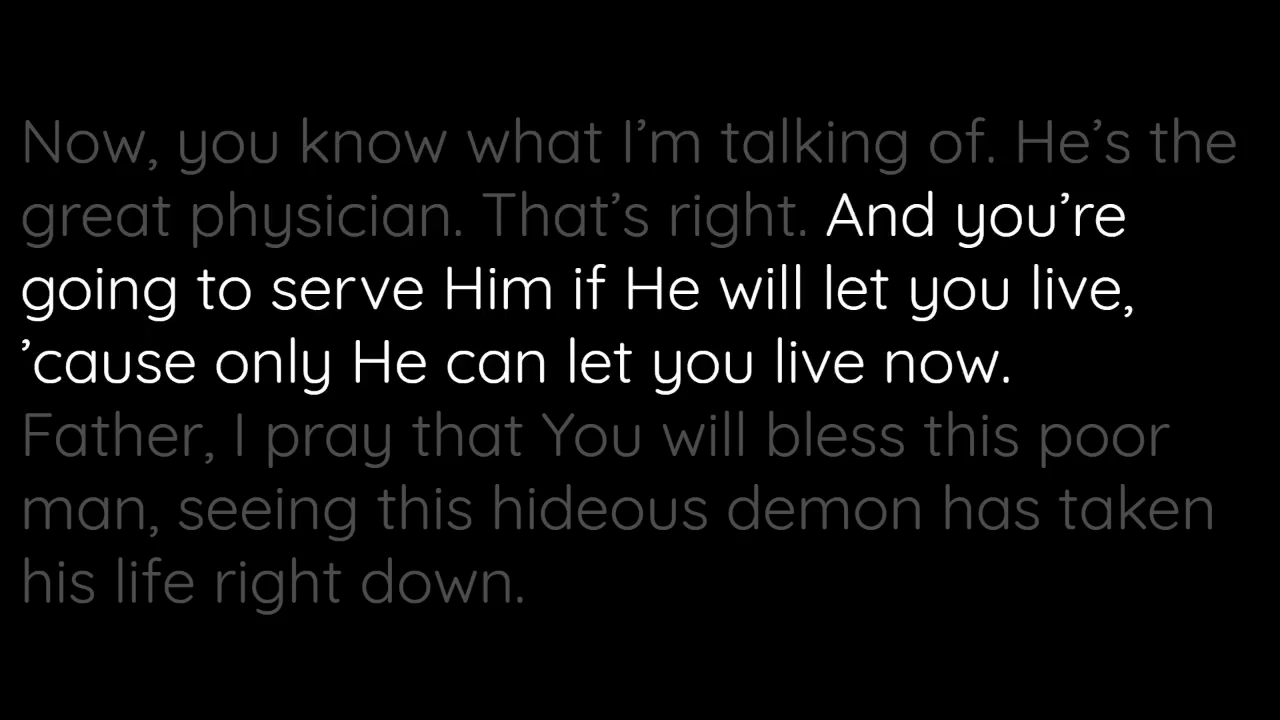 Now, you know what I’m talking of. He’s the
great physician. That’s right. And you’re
going to serve Him if He will let you live,
’cause only He can let you live now.
Father, I pray that You will bless this poor
man, seeing this hideous demon has taken
his life right down.